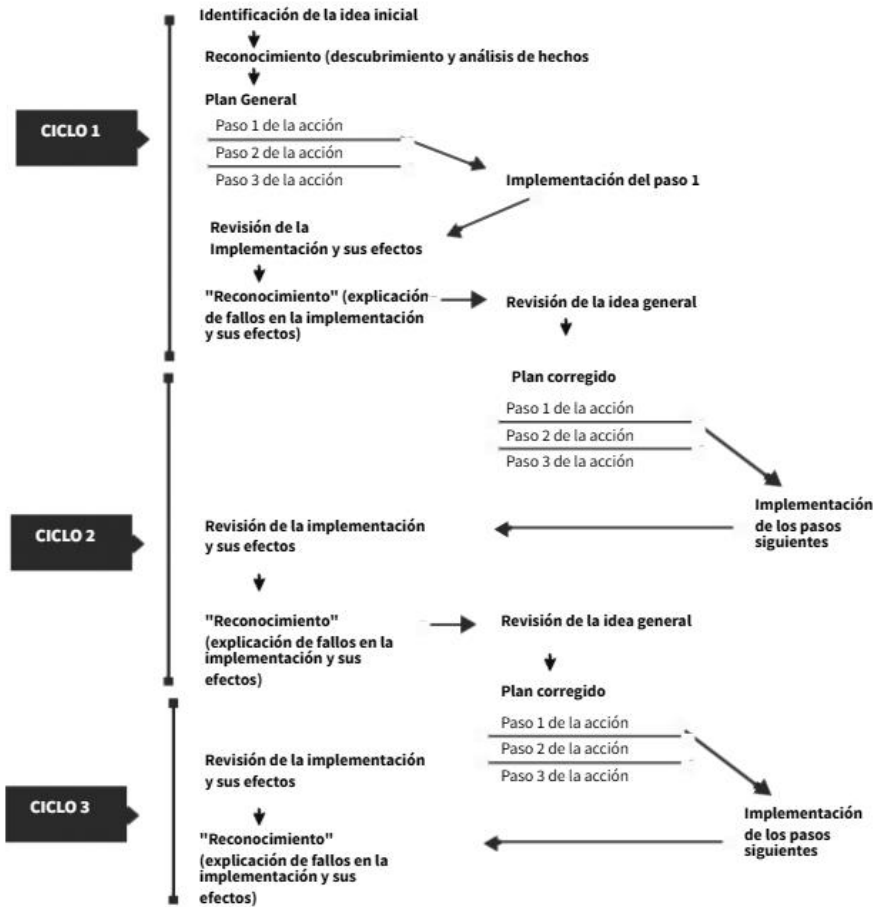 Identificación de la idea inicial
Reconocimiento (descubrimiento y análisis de hechos
Plan General
CICLO 1
Paso 1 de la acción
Paso 2 de la acción
Paso 3 de la acción
Implementación del paso 1
Revisión de la
Implementación y sus efectos
"Reconocimiento" (explicación
de fallos en la implementación
y sus efectos)
Revisión de la idea general
Plan corregido
Paso 1 de la acción
Paso 2 de la acción
Paso 3 de la acción
Implementación
de los pasos
siguientes
CICLO 2
Revisión de la implementación
y sus efectos
"Reconocimiento"
(explicación de fallos en la
implementación y sus
efectos)
Revisión de la idea general
Plan corregido
Paso 1 de la acción
Paso 2 de la acción
Paso 3 de la acción
Implementación
de los pasos
siguientes
CICLO 3
Revisión de la implementación
y sus efectos
"Reconocimiento"
(explicación de fallos en la
implementación y sus
efectos)